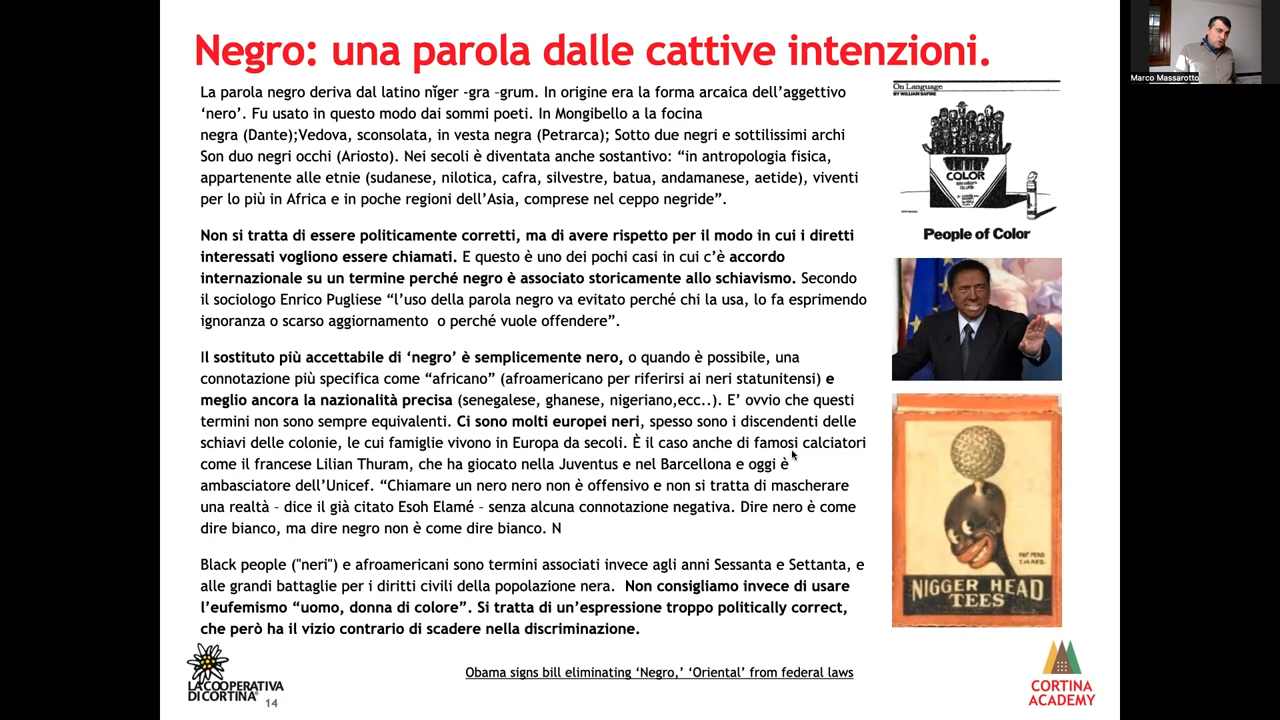 Negro: una parola dalle cattive intenzioni.
La parola negro deriva dal latino nĭger -gra -grum. In origine era la forma arcaica dell'aggettivo
'nero'. Fu usato in questo modo dai sommi poeti. In Mongibello a la focina
negra (Dante);Vedova, sconsolata, in vesta negra (Petrarca); Sotto due negri e sottilissimi archi
Son duo negri occhi (Ariosto). Nei secoli è diventata anche sostantivo: "in antropologia fisica,
appartenente alle etnie (sudanese, nilotica, cafra, silvestre, batua, andamanese, aetide), viventi
per lo più in Africa e in poche regioni dell'Asia, comprese nel ceppo negride".
Non si tratta di essere politicamente corretti, ma di avere rispetto per il modo in cui i diretti
interessati vogliono essere chiamati. E questo è uno dei pochi casi in cui c'è accordo
internazionale su un termine perché negro è associato storicamente allo schiavismo. Secondo
il sociologo Enrico Pugliese "l'uso della parola negro va evitato perché chi la usa, lo fa esprimendo
ignoranza o scarso aggiornamento o perché vuole offendere".
Il sostituto più accettabile di 'negro' è semplicemente nero, o quando è possibile, una
connotazione più specifica come "africano" (afroamericano per riferirsi ai neri statunitensi) e
meglio ancora la nazionalità precisa (senegalese, ghanese, nigeriano,ecc..). E' ovvio che questi
termini non sono sempre equivalenti. Ci sono molti europei neri, spesso sono i discendenti delle
schiavi delle colonie, le cui famiglie vivono in Europa da secoli. È il caso anche di famosi calciatori
come il francese Lilian Thuram, che ha giocato nella Juventus e nel Barcellona e oggi è
ambasciatore dell'Unicef. "Chiamare un nero nero non è offensivo e non si tratta di mascherare
una realtà – dice il già citato Esoh Elamé – senza alcuna connotazione negativa. Dire nero è come
dire bianco, ma dire negro non è come dire bianco. N
Black people ("neri") e afroamericani sono termini associati invece agli anni Sessanta e Settanta, e
alle grandi battaglie per i diritti civili della popolazione nera. Non consigliamo invece di usare
l'eufemismo "uomo, donna di colore". Si tratta di un'espressione troppo politically correct,
che però ha il vizio contrario di scadere nella discriminazione.
Obama signs bill eliminating 'Negro,' 'Oriental' from federal laws
LA COOPERATIVA
DI CORTINA
14
On Language
BY WILLIAM SAFIRE
COLOR
People of Color
NIGGER HEAD
TEES
CORTINA
ACADEMY
Marco Massarotto